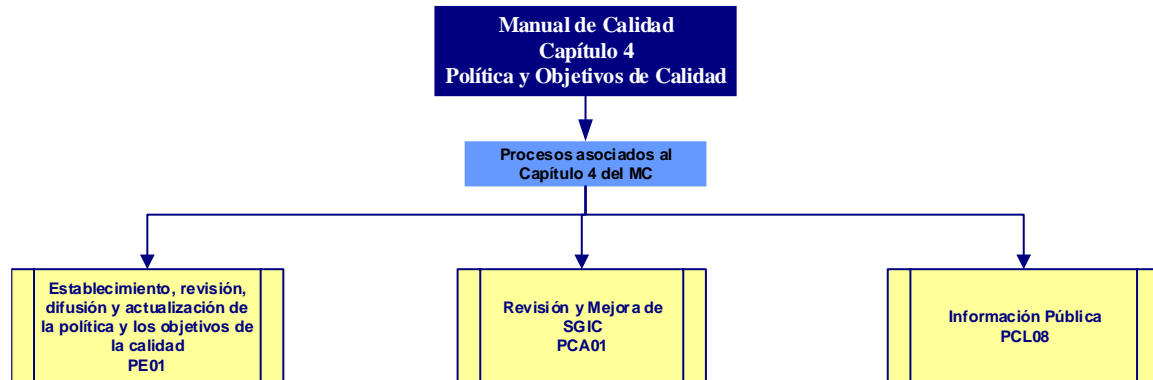 Manual de Calidad
Capítulo 4
Política y Objetivos de Calidad
Procesos asociados al
Capítulo 4 del MC
Establecimiento, revisión,
difusión y actualización de
la política y los objetivos de
la calidad
PE01
Revisión y Mejora de
SGIC
PCA01
Información Pública
PCL08